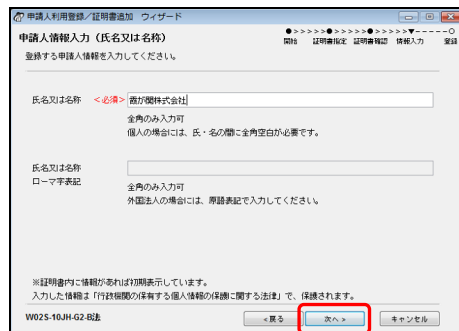 申請人利用登録/証明書追加 ウィザード
申請人情報入力（氏名又は名称）
●>>>>>●>>>>>●>>>>>▼-----○
開始 証明書指定 証明書確認 情報入力 登録
登録する申請人情報を入力してください。
氏名又は名称 <必須> 霞が関株式会社
全角のみ入力可
個人の場合には、氏・名の間に全角空白が必要です。
氏名又は名称
ローマ字表記
全角のみ入力可
外国法人の場合には、原語表記で入力してください。
※証明書内に情報があれば初期表示しています。
入力した情報は「行政機関の保有する個人情報の保護に関する法律」で、保護されます。
W02S-10JH-G2-B法
<戻る 次へ> キャンセル